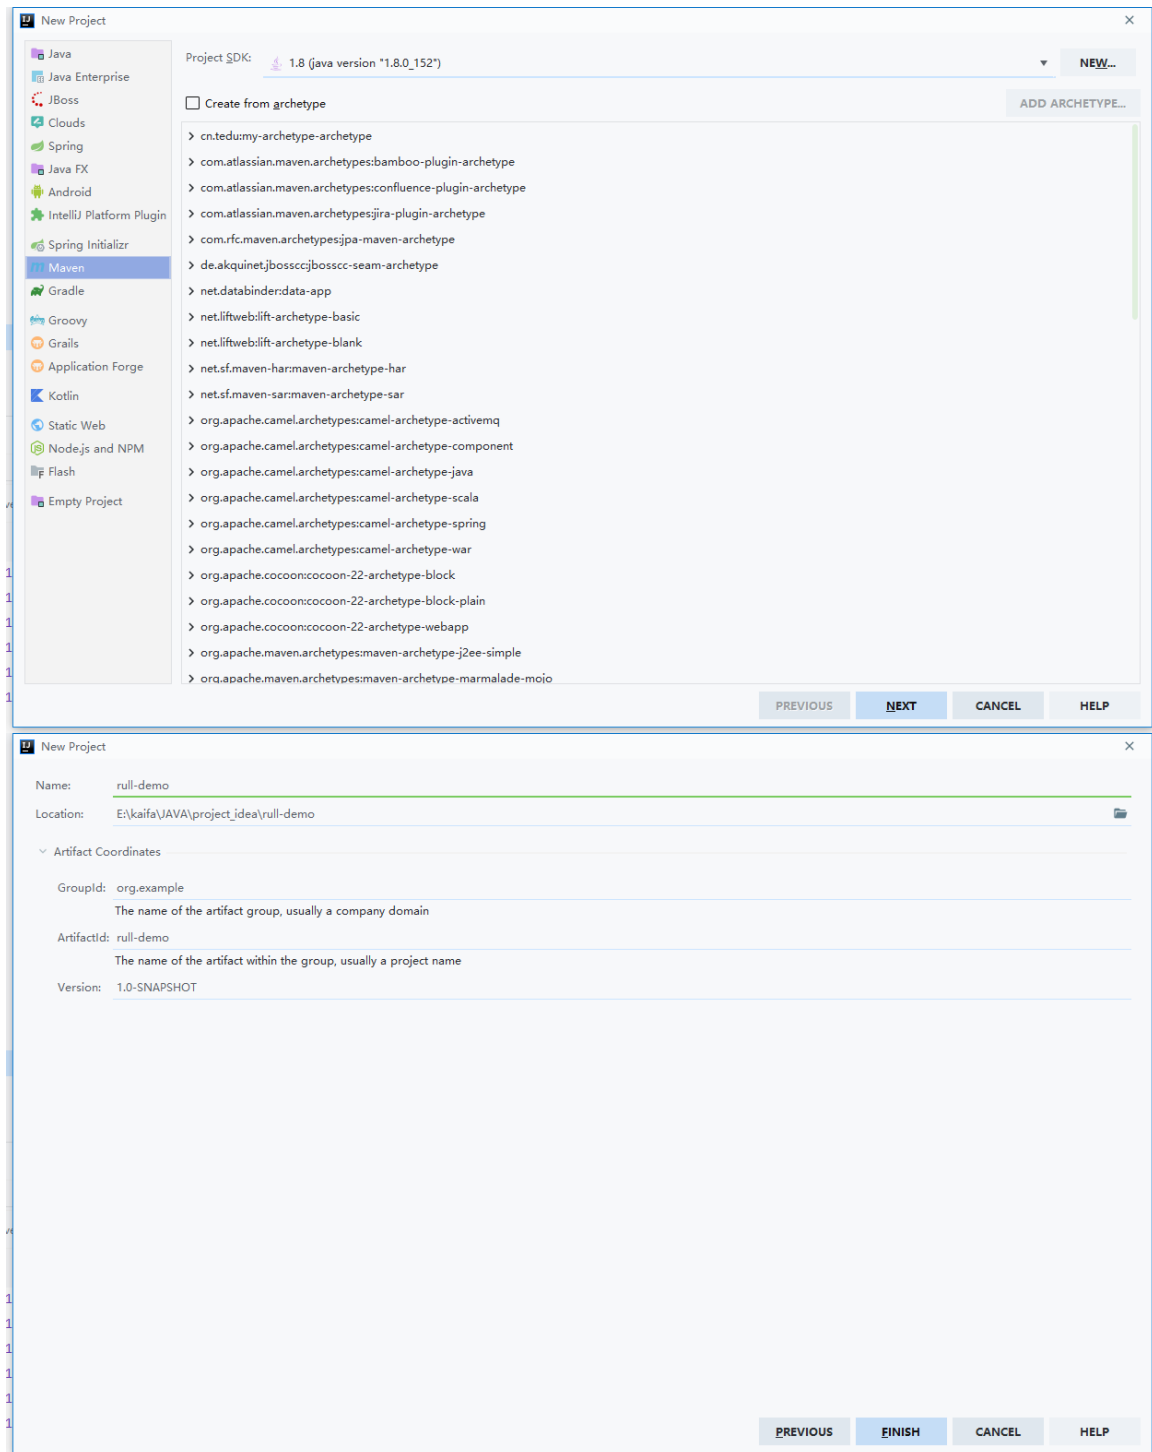 New Project
Java
Java Enterprise
JBoss
Clouds
Spring
Java FX
Android
IntelliJ Platform Plugin
Spring Initializr
Maven
Gradle
Groovy
Grails
Application Forge
Kotlin
Static Web
Node.js and NPM
Flash
Empty Project
Project SDK: 1.8 (java version "1.8.0_152") NEW...
Create from archetype ADD ARCHETYPE...
cn.tedu:my-archetype-archetype
com.atlassian.maven.archetypes:bamboo-plugin-archetype
com.atlassian.maven.archetypes:confluence-plugin-archetype
com.atlassian.maven.archetypes:jira-plugin-archetype
com.rfc.maven.archetypes:jpa-maven-archetype
de.akquinet.jbosscc:jbosscc-seam-archetype
net.databinder:data-app
net.liftweb:lift-archetype-basic
net.liftweb:lift-archetype-blank
net.sf.maven-har:maven-archetype-har
net.sf.maven-sar:maven-archetype-sar
org.apache.camel.archetypes:camel-archetype-activemq
org.apache.camel.archetypes:camel-archetype-component
org.apache.camel.archetypes:camel-archetype-java
org.apache.camel.archetypes:camel-archetype-scala
org.apache.camel.archetypes:camel-archetype-spring
org.apache.camel.archetypes:camel-archetype-war
org.apache.cocoon:cocoon-22-archetype-block
org.apache.cocoon:cocoon-22-archetype-block-plain
org.apache.cocoon:cocoon-22-archetype-webapp
org.apache.maven.archetypes:maven-archetype-j2ee-simple
org.apache.maven.archetypes:maven-archetype-marmalade-mojo
PREVIOUS NEXT CANCEL HELP
New Project
Name: rull-demo
Location: E:\kaifa\JAVA\project_idea\rull-demo
Artifact Coordinates
GroupId: org.example
The name of the artifact group, usually a company domain
ArtifactId: rull-demo
The name of the artifact within the group, usually a project name
Version: 1.0-SNAPSHOT
PREVIOUS FINISH CANCEL HELP